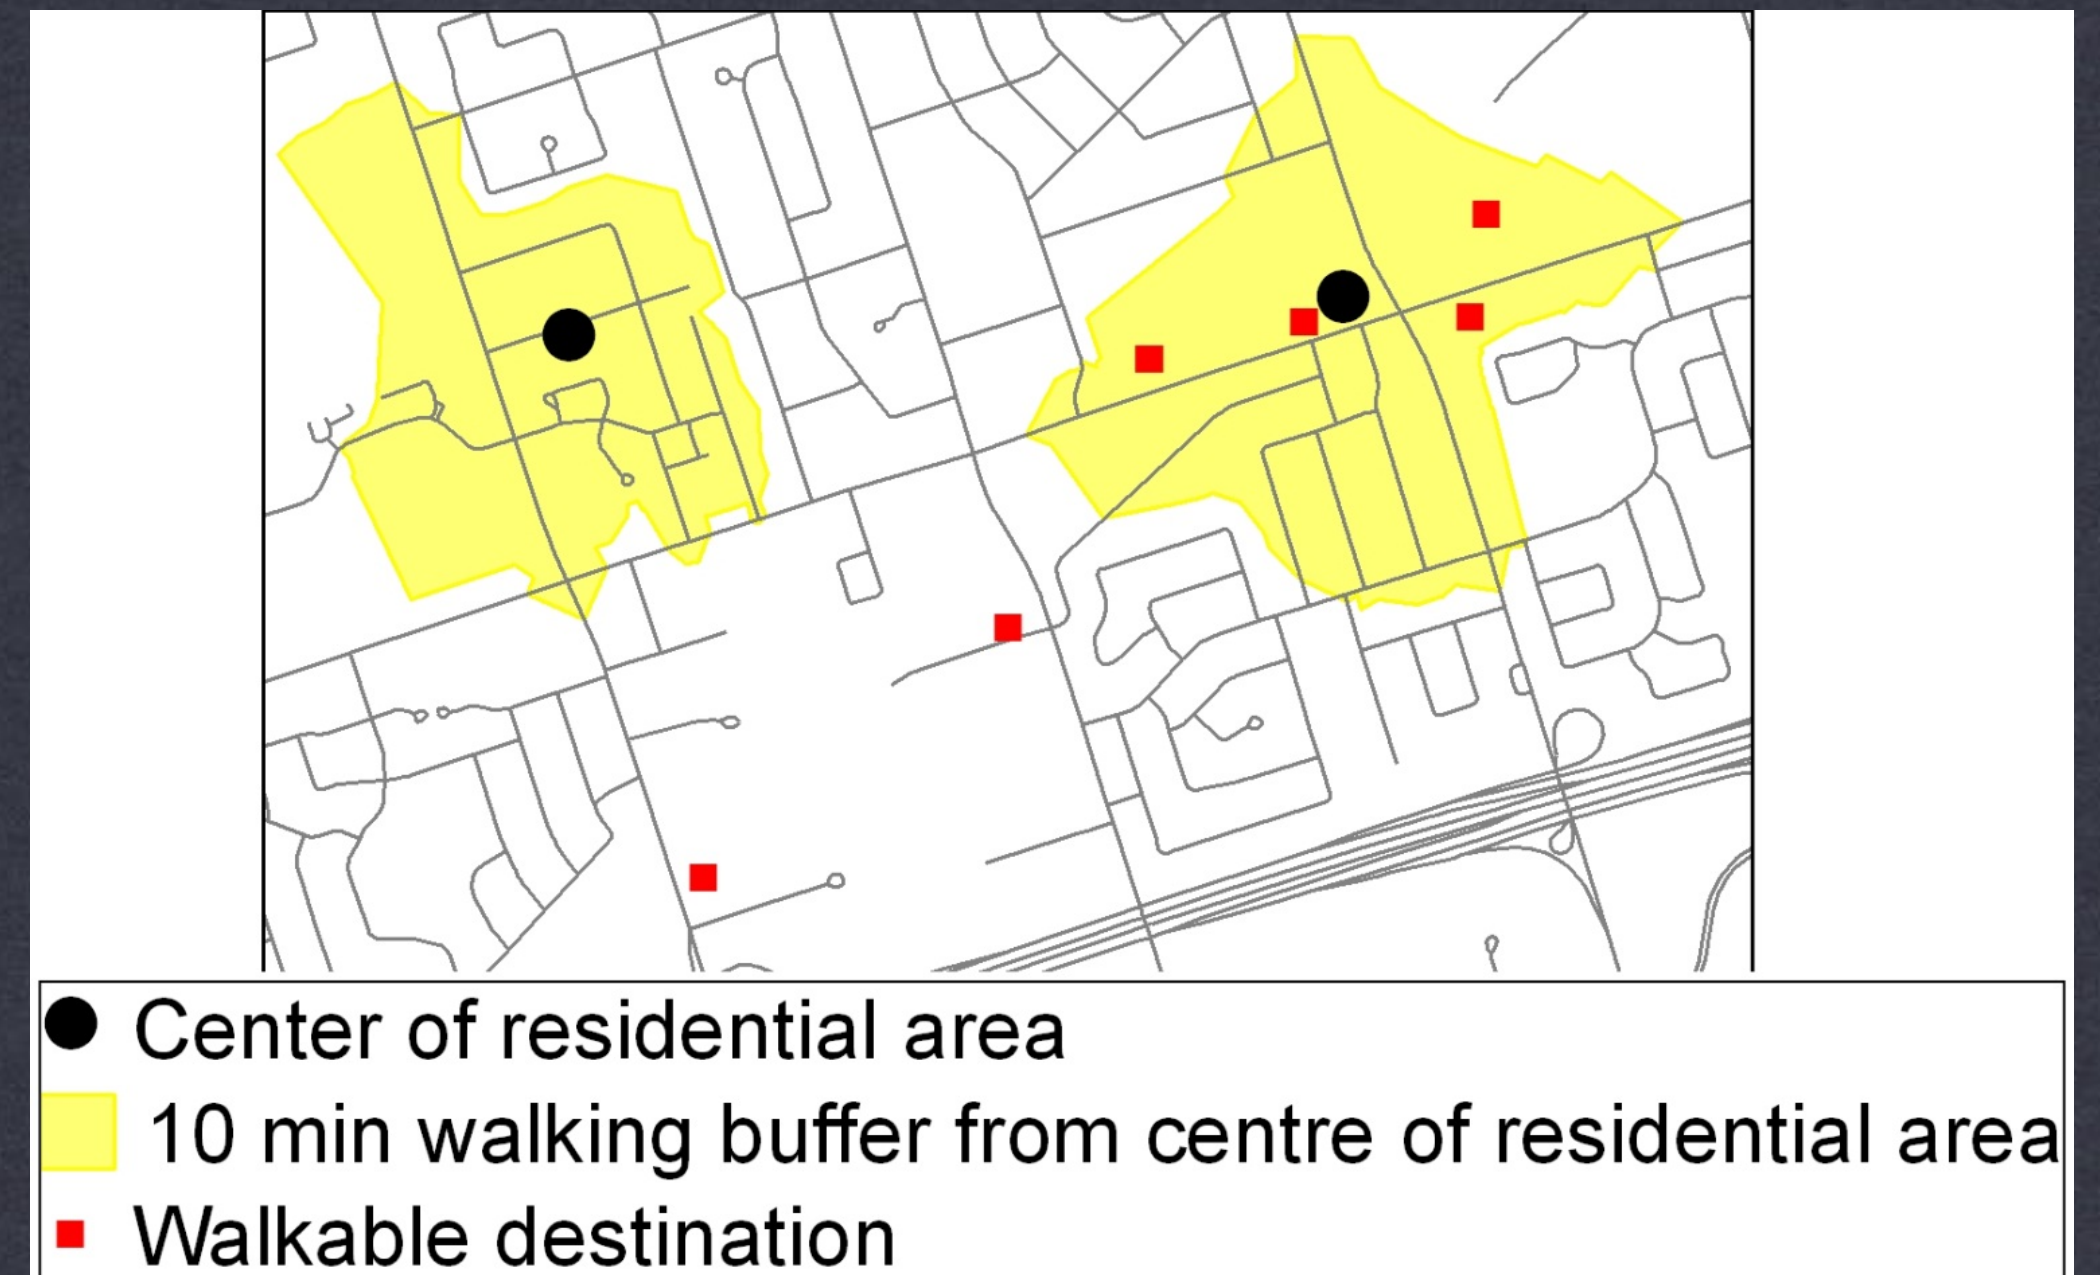 Center of residential area
10 min walking buffer from centre of residential area
Walkable destination